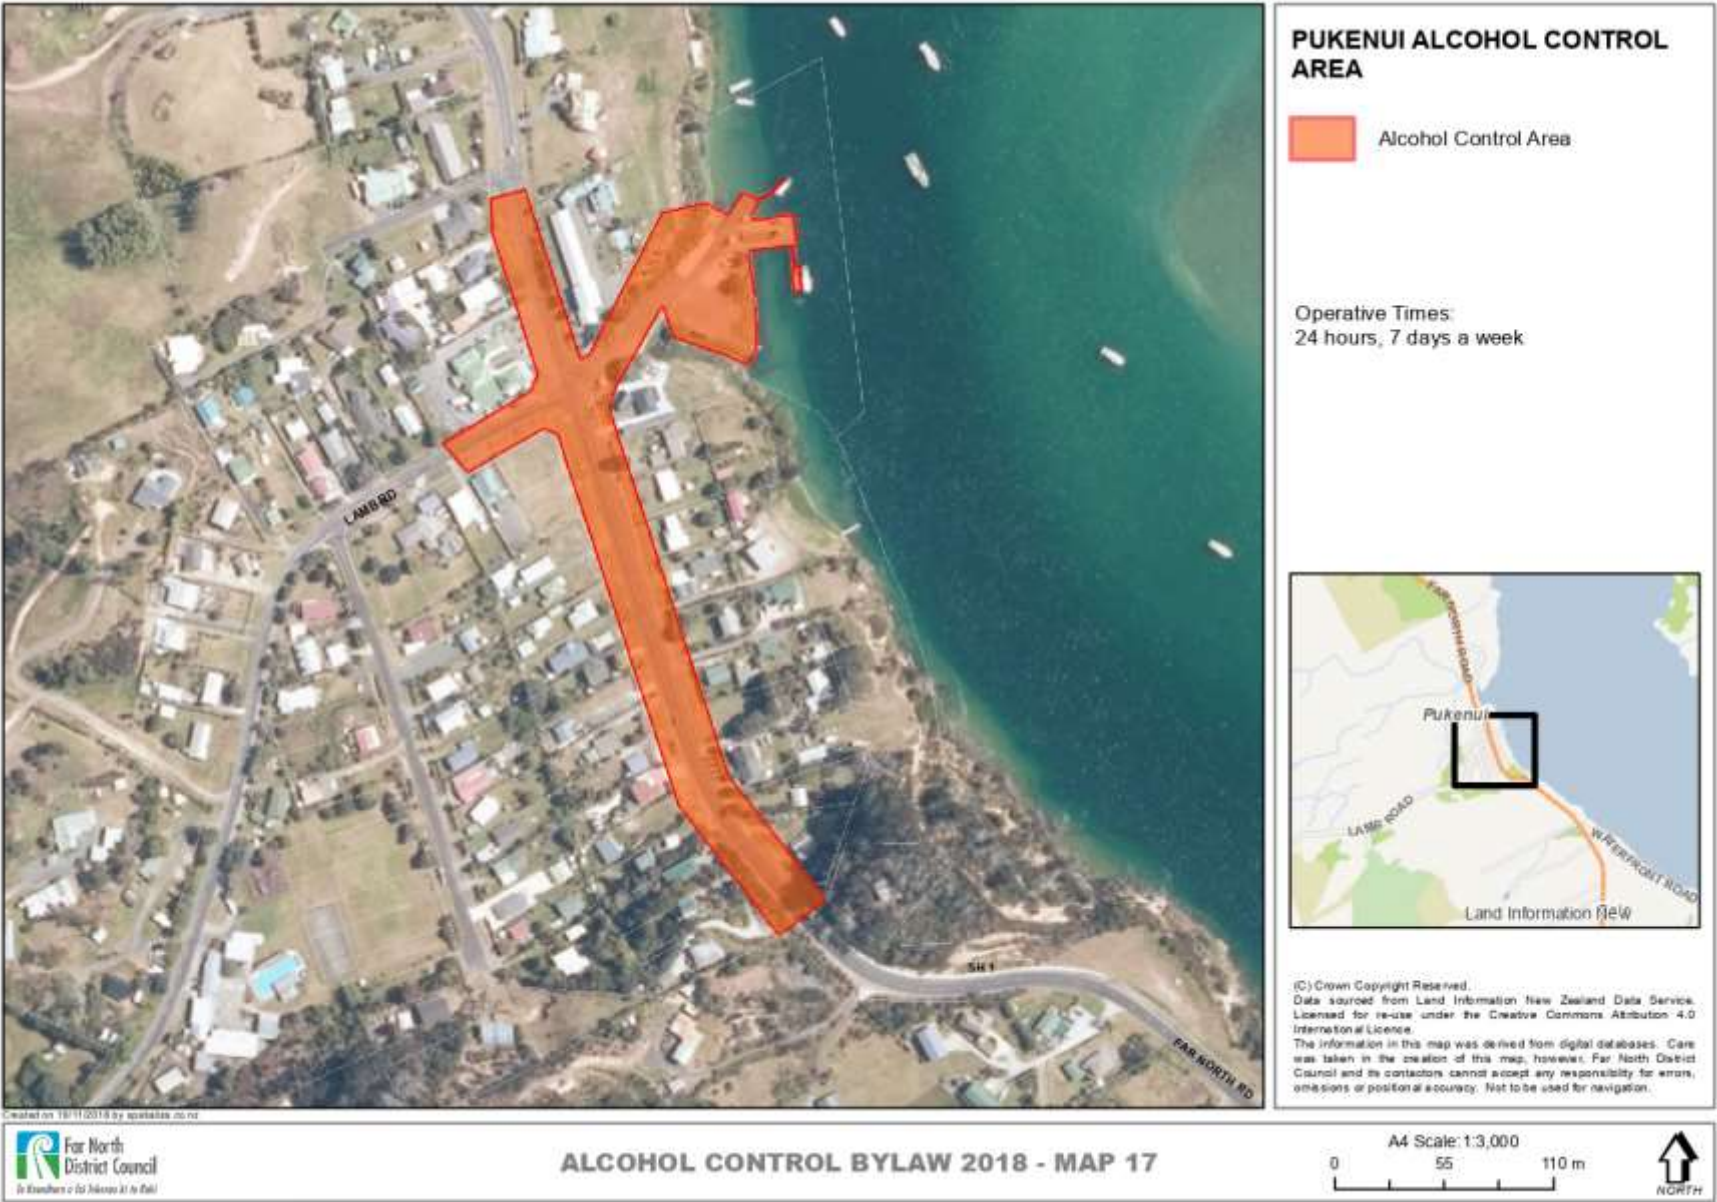 PUKENUI ALCOHOL CONTROL
AREA
Alcohol Control Area
Operative Times:
24 hours, 7 days a week
LAMB RD
SH 1
FAR NORTH RD
FAR NORTH ROAD
Pukenui
LAMB ROAD
WATERFRONT ROAD
Land Information New
(C) Crown Copyright Reserved.
Data sourced from Land Information New Zealand Data Service.
Licensed for re-use under the Creative Commons Attribution 4.0
International Licence.
The information in this map was derived from digital databases. Care
was taken in the creation of this map, however, Far North District
Council and its contactors cannot accept any responsibility for errors,
omissions or positional accuracy. Not to be used for navigation.
Created on 19/11/2018 by
Far North
District Council
ALCOHOL CONTROL BYLAW 2018 - MAP 17
A4 Scale: 1:3,000
0 55 110 m
NORTH